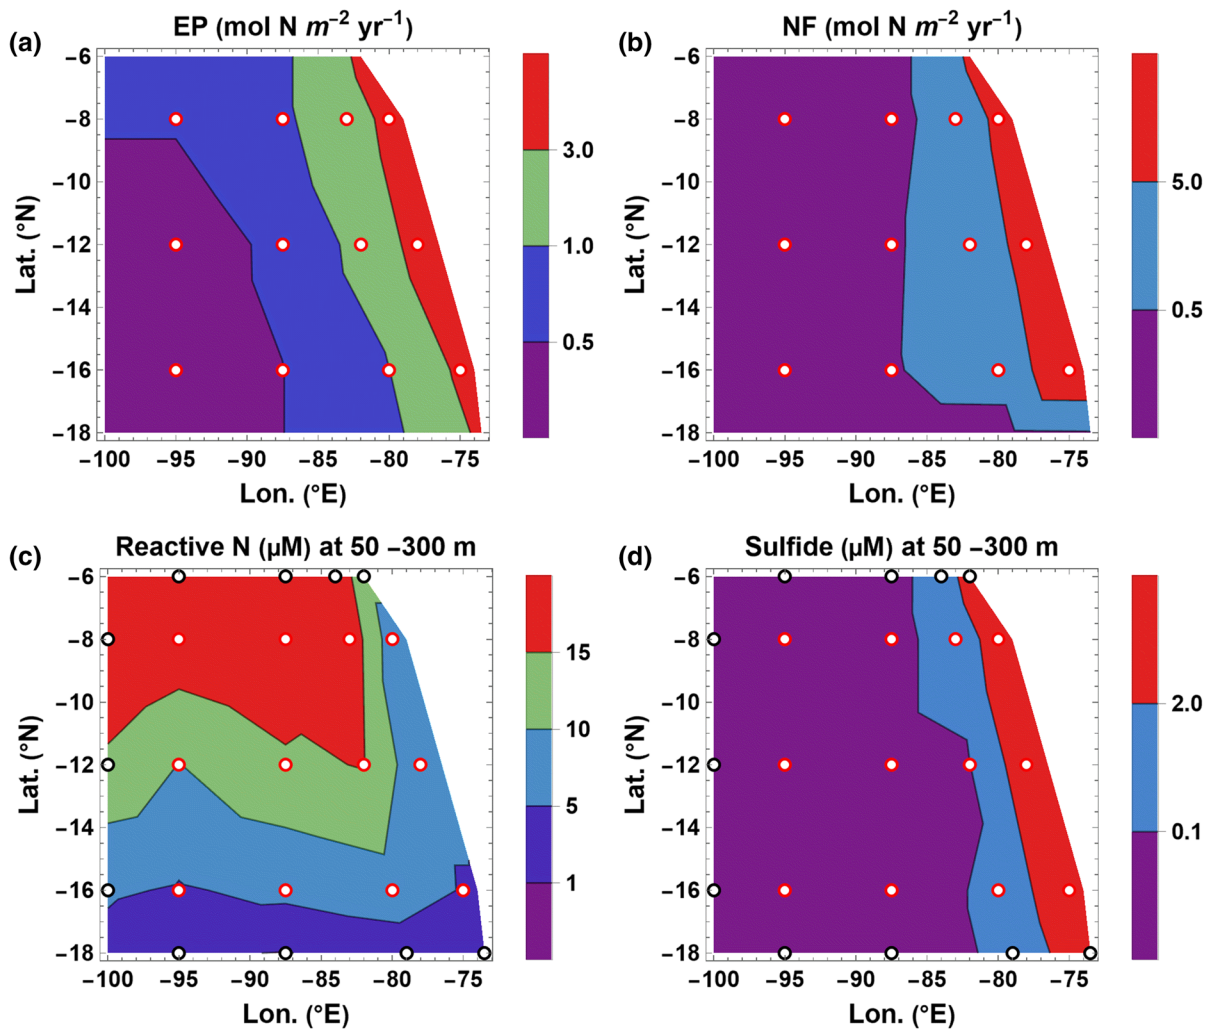 (a) EP (mol N m−2 yr−1)
−6
−8
−10
−12
−14
−16
−18
Lat. (°N)
−100 −95 −90 −85 −80 −75
Lon. (°E)
3.0
1.0
0.5
(b) NF (mol N m−2 yr−1)
−6
−8
−10
−12
−14
−16
−18
Lat. (°N)
−100 −95 −90 −85 −80 −75
Lon. (°E)
5.0
0.5
(c) Reactive N (μM) at 50 −300 m
−6
−8
−10
−12
−14
−16
−18
Lat. (°N)
−100 −95 −90 −85 −80 −75
Lon. (°E)
15
10
5
1
(d) Sulfide (μM) at 50 −300 m
−6
−8
−10
−12
−14
−16
−18
Lat. (°N)
−100 −95 −90 −85 −80 −75
Lon. (°E)
2.0
0.1